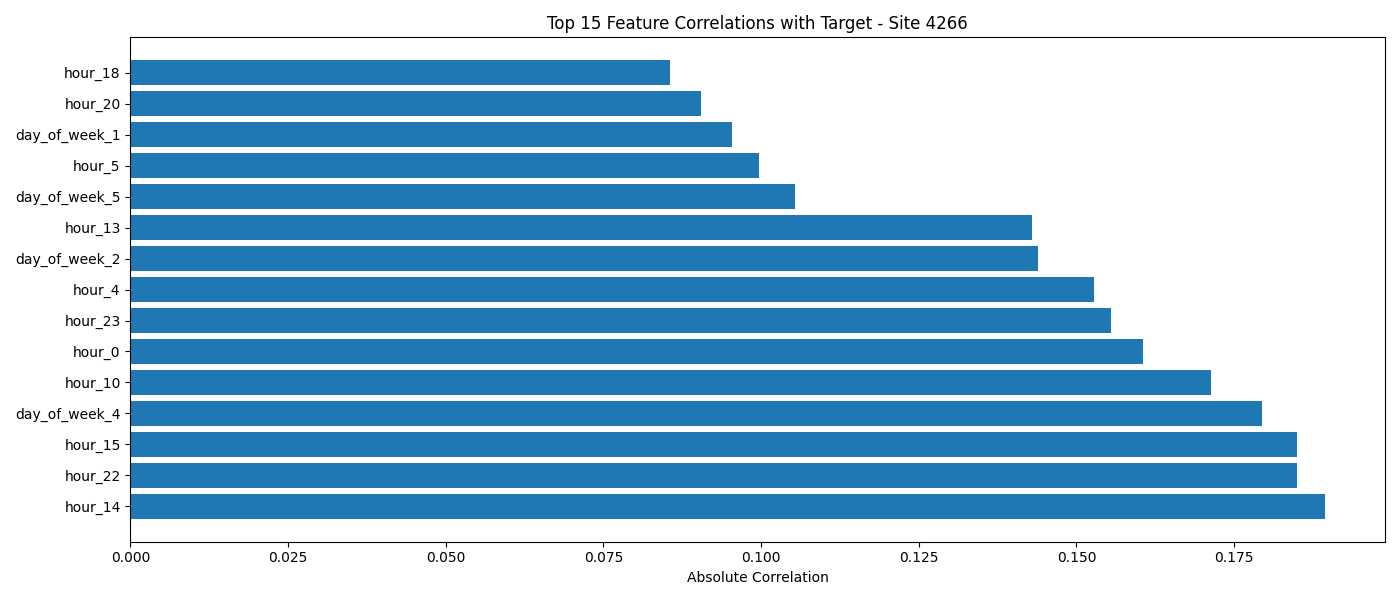 Top 15 Feature Correlations with Target - Site 4266
hour_18
hour_20
day_of_week_1
hour_5
day_of_week_5
hour_13
day_of_week_2
hour_4
hour_23
hour_0
hour_10
day_of_week_4
hour_15
hour_22
hour_14
0.000 0.025 0.050 0.075 0.100 0.125 0.150 0.175
Absolute Correlation